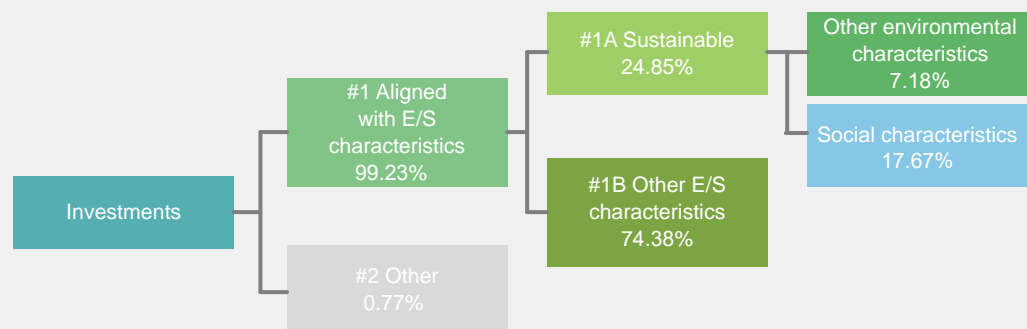 Investments
#1 Aligned
with E/S
characteristics
99.23%
#2 Other
0.77%
#1A Sustainable
24.85%
#1B Other E/S
characteristics
74.38%
Other environmental
characteristics
7.18%
Social characteristics
17.67%